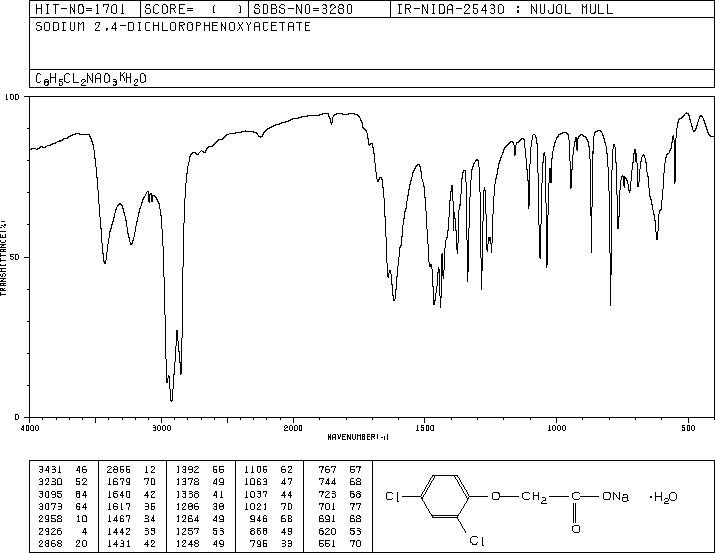 HIT-NO=1701 SCORE= ( ) SDBS-NO=3280 IR-NIDA-25430 : NUJOL MULL
SODIUM 2,4-DICHLOROPHENOXYACETATE
C8H5CL2NAO3KH2O
100
50
0
TRANSMITTANCE(%)
4000 3000 2000 1500 1000 500
WAVENUMBER(-1)
3431 46 2866 12 1392 66 1106 62 767 57
3230 52 1679 70 1378 49 1063 47 744 68
3095 64 1640 42 1338 41 1037 44 723 68
3073 64 1617 36 1286 38 1021 70 701 77
2958 10 1467 34 1264 49 946 68 691 68
2926 4 1442 39 1257 53 868 49 620 53
2868 20 1431 42 1248 49 796 33 551 70
Cl O CH2 C ONa ·H2O
O
Cl